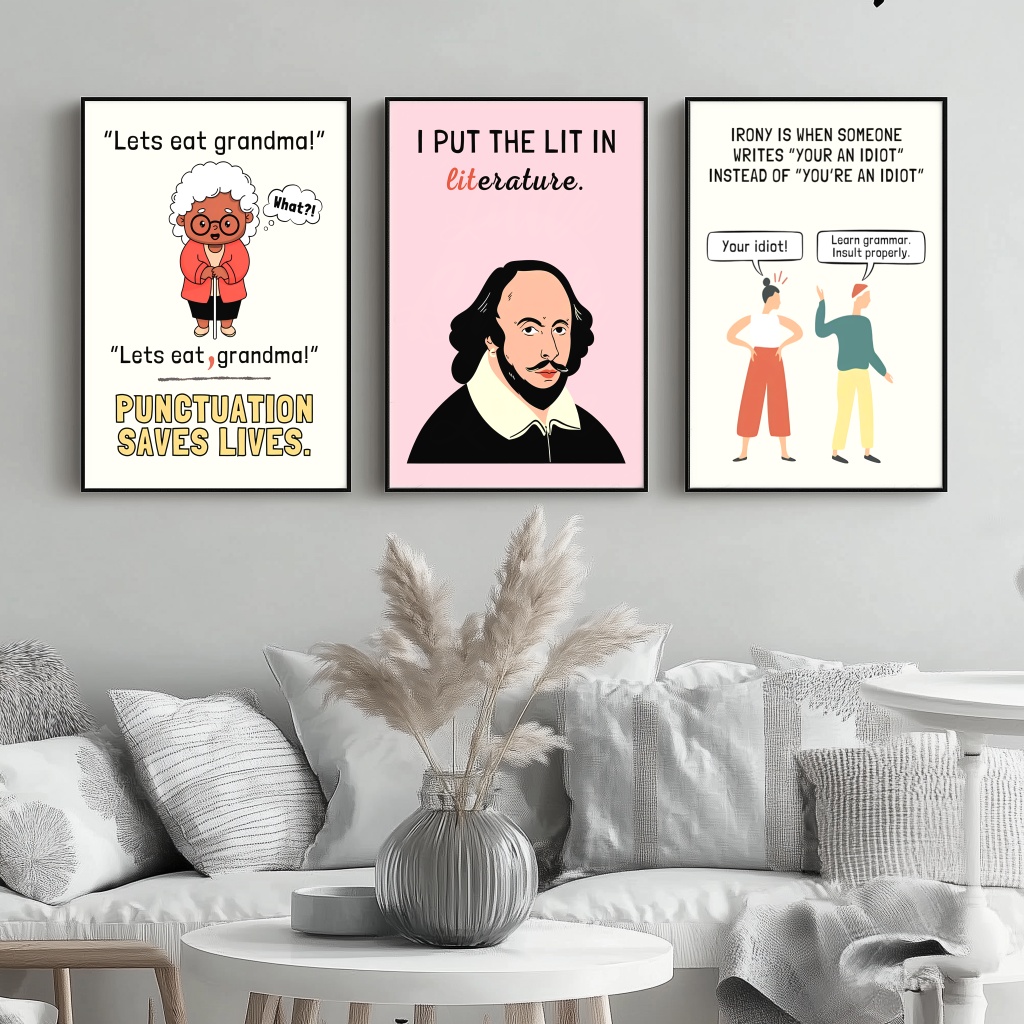 “Lets eat grandma!”
What?!
“Lets eat, grandma!”
PUNCTUATION
SAVES LIVES.
I PUT THE LIT IN
literature.
IRONY IS WHEN SOMEONE
WRITES “YOUR AN IDIOT”
INSTEAD OF “YOU’RE AN IDIOT”
Your idiot!
Learn grammar.
Insult properly.